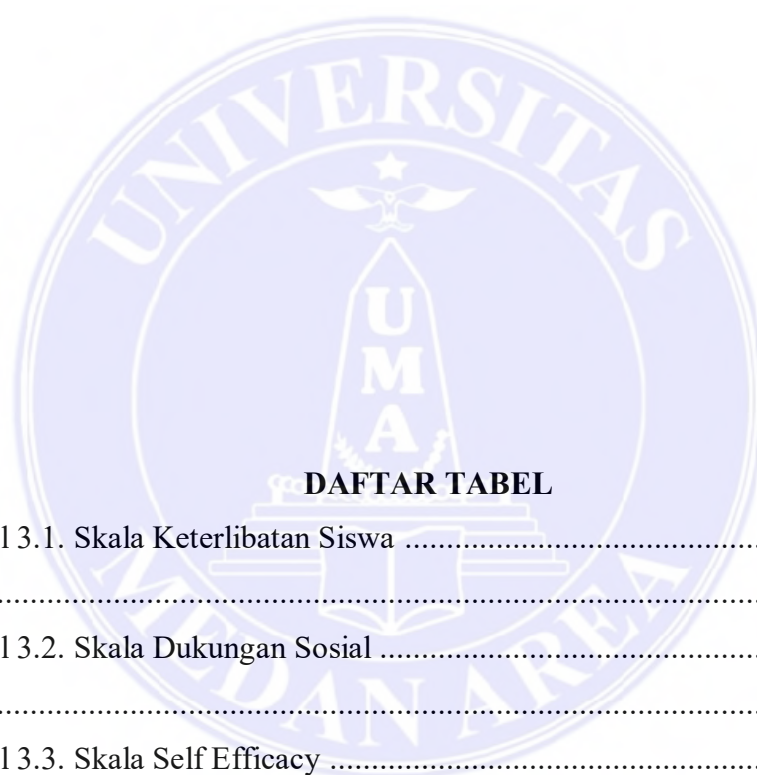 UNIVERSITAS
U
M
A
DAFTAR TABEL
l 3.1. Skala Keterlibatan Siswa ..........................................
..........................................................................................
l 3.2. Skala Dukungan Sosial .............................................
..........................................................................................
l 3.3. Skala Self Efficacy ...................................................
MEDAN AREA